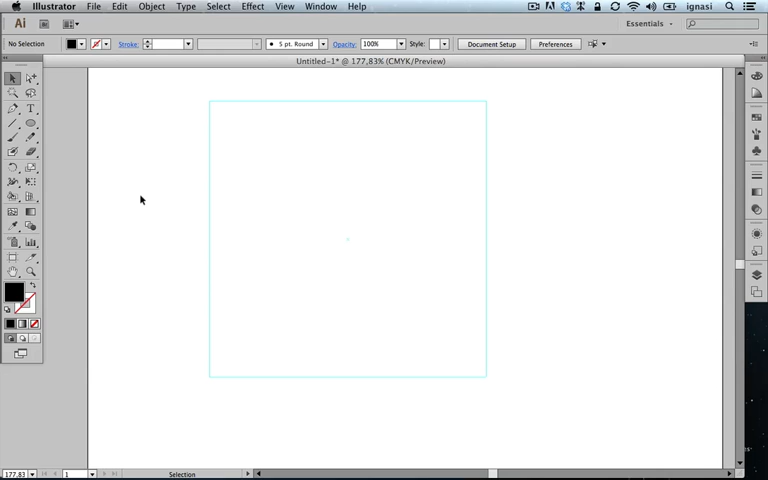 Illustrator File Edit Object Type Select Effect View Window Help ignasi
Ai Br Essentials
No Selection Stroke: 5 pt. Round Opacity: 100% Style: Document Setup Preferences
Untitled-1* @ 177,83% (CMYK/Preview)
T
177,83 1 Selection